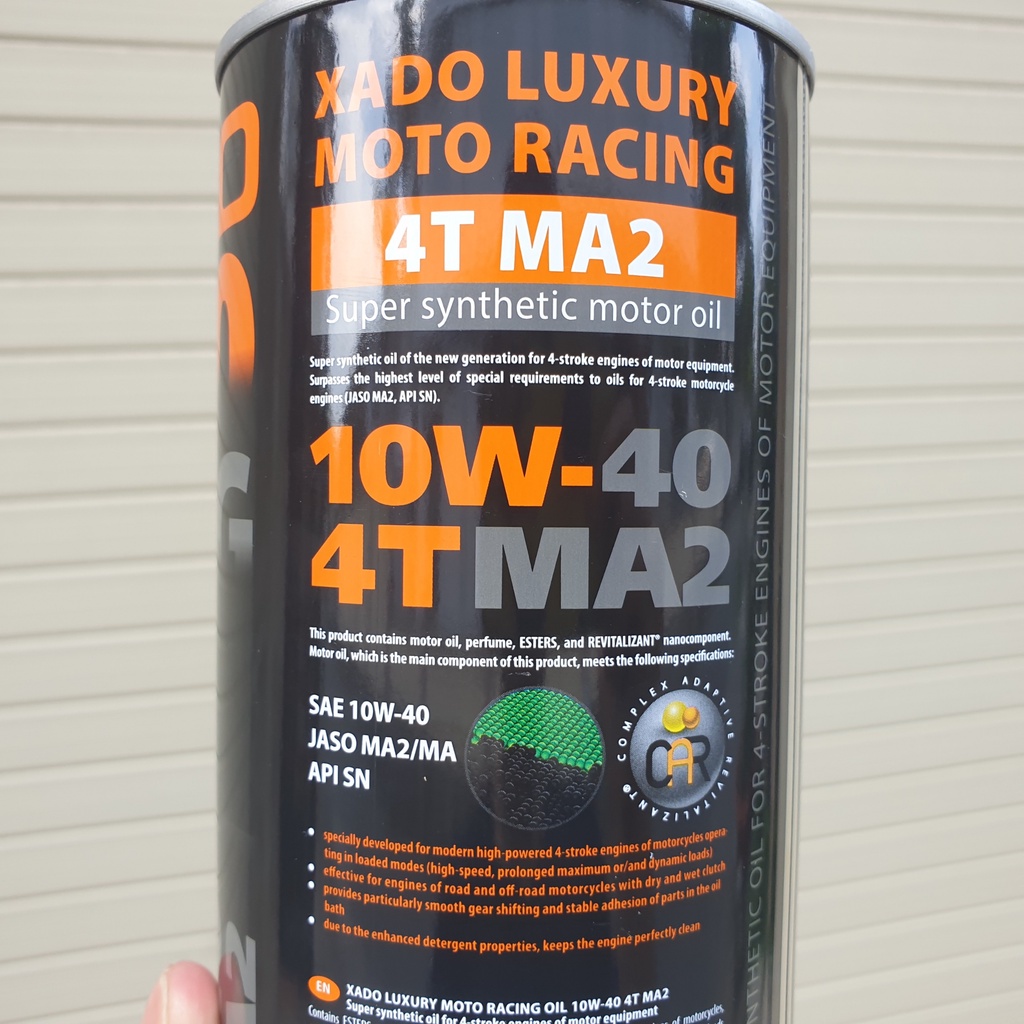 XADO LUXURY
MOTO RACING
4T MA2
Super synthetic motor oil
Super synthetic oil of the new generation for 4-stroke engines of motor equipment.
Surpasses the highest level of special requirements to oils for 4-stroke motorcycle
engines (JASO MA2, API SN).
10W-40
4T MA2
This product contains motor oil, perfume, ESTERS, and REVITALIZANT® nanocomponent.
Motor oil, which is the main component of this product, meets the following specifications:
SAE 10W-40
JASO MA2/MA
API SN
COMPLEX ADAPTIVE REVITALIZANT®
CAR
specially developed for modern high-powered 4-stroke engines of motorcycles opera-
ting in loaded modes (high-speed, prolonged maximum or/and dynamic loads)
effective for engines of road and off-road motorcycles with dry and wet clutch
provides particularly smooth gear shifting and stable adhesion of parts in the oil
bath
due to the enhanced detergent properties, keeps the engine perfectly clean
EN
XADO LUXURY MOTO RACING OIL 10W-40 4T MA2
Super synthetic oil for 4-stroke engines of motor equipment
Contains of motorcycles,
NTHETIC OIL FOR 4-STROKE ENGINES OF MOTOR EQUIPMENT